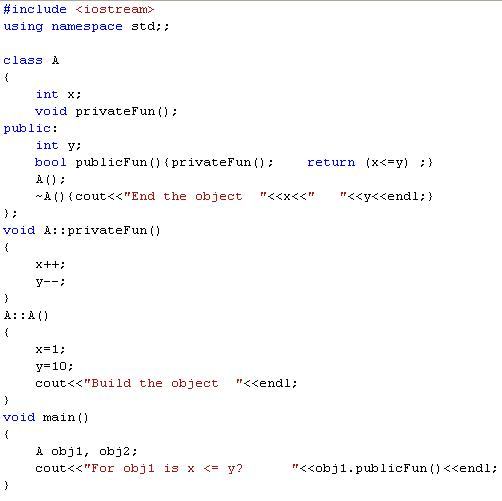 #include <iostream>
using namespace std;;
class A
{
    int x;
    void privateFun();
public:
    int y;
    bool publicFun(){privateFun();    return (x<=y) ;}
    A();
    ~A(){cout<<"End the object  "<<x<<"   "<<y<<endl;}
};
void A::privateFun()
{
    x++;
    y--;
}
A::A()
{
    x=1;
    y=10;
    cout<<"Build the object  "<<endl;
}
void main()
{
    A obj1, obj2;
    cout<<"For obj1 is x <= y?      "<<obj1.publicFun()<<endl;
}